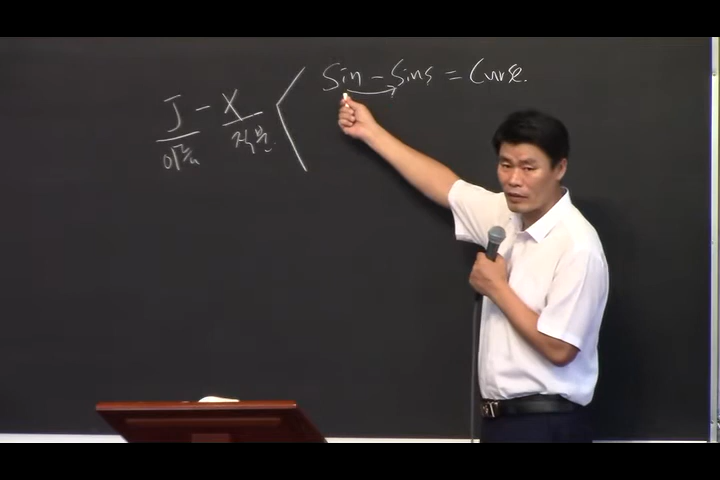 Sin - Sins = Curse.
J - X
이름 직분